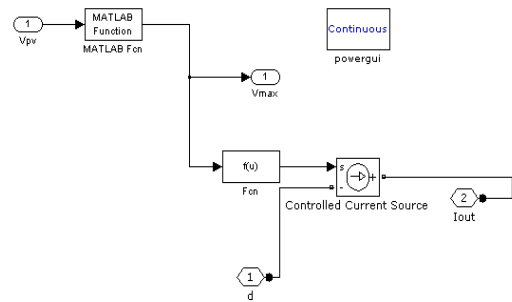 1
Vpv
MATLAB
Function
MATLAB Fcn
Continuous
powergui
1
Vmax
f(u)
Fcn
s
+
-
Controlled Current Source
2
Iout
1
d